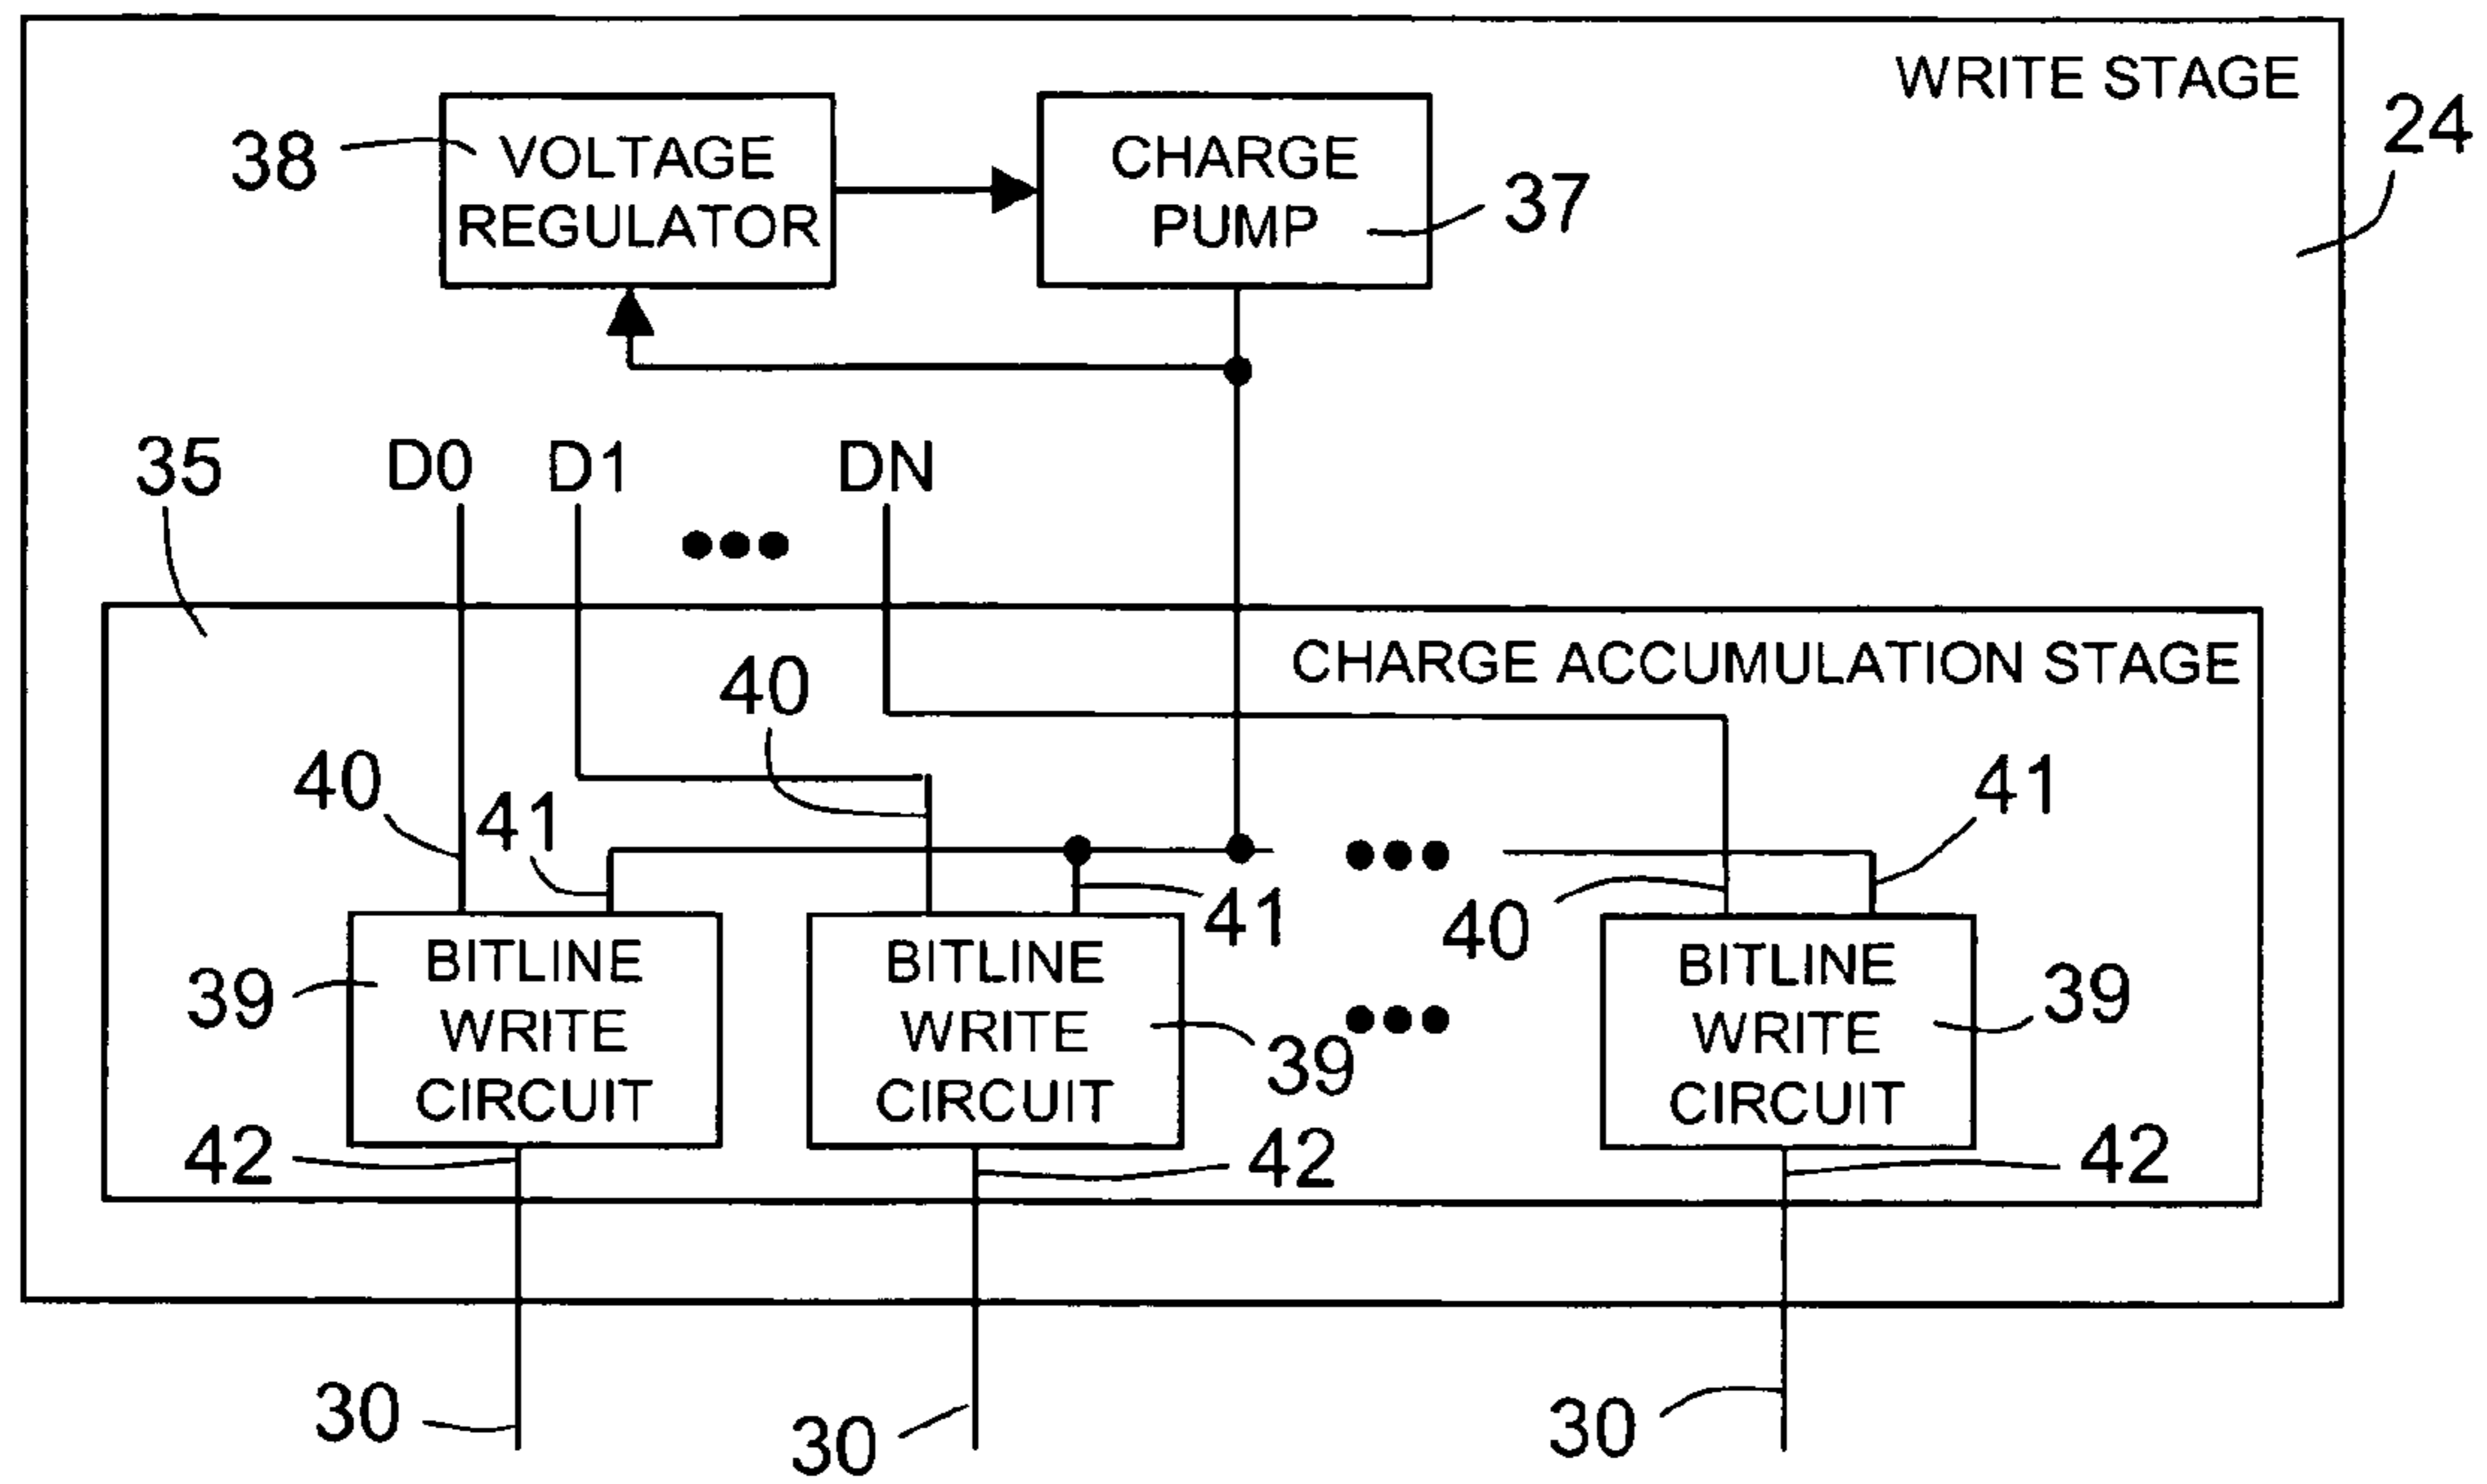 WRITE STAGE
24
38
VOLTAGE
REGULATOR
CHARGE
PUMP
37
35
D0
D1
DN
CHARGE ACCUMULATION STAGE
40
40
41
41
41
40
39
BITLINE
WRITE
CIRCUIT
BITLINE
WRITE
CIRCUIT
39
BITLINE
WRITE
CIRCUIT
39
42
42
42
30
30
30